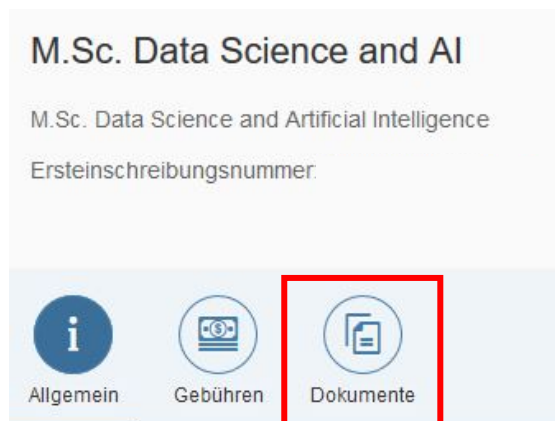 M.Sc. Data Science and AI
M.Sc. Data Science and Artificial Intelligence
Ersteinschreibungsnummer:
i
Allgemein Gebühren Dokumente